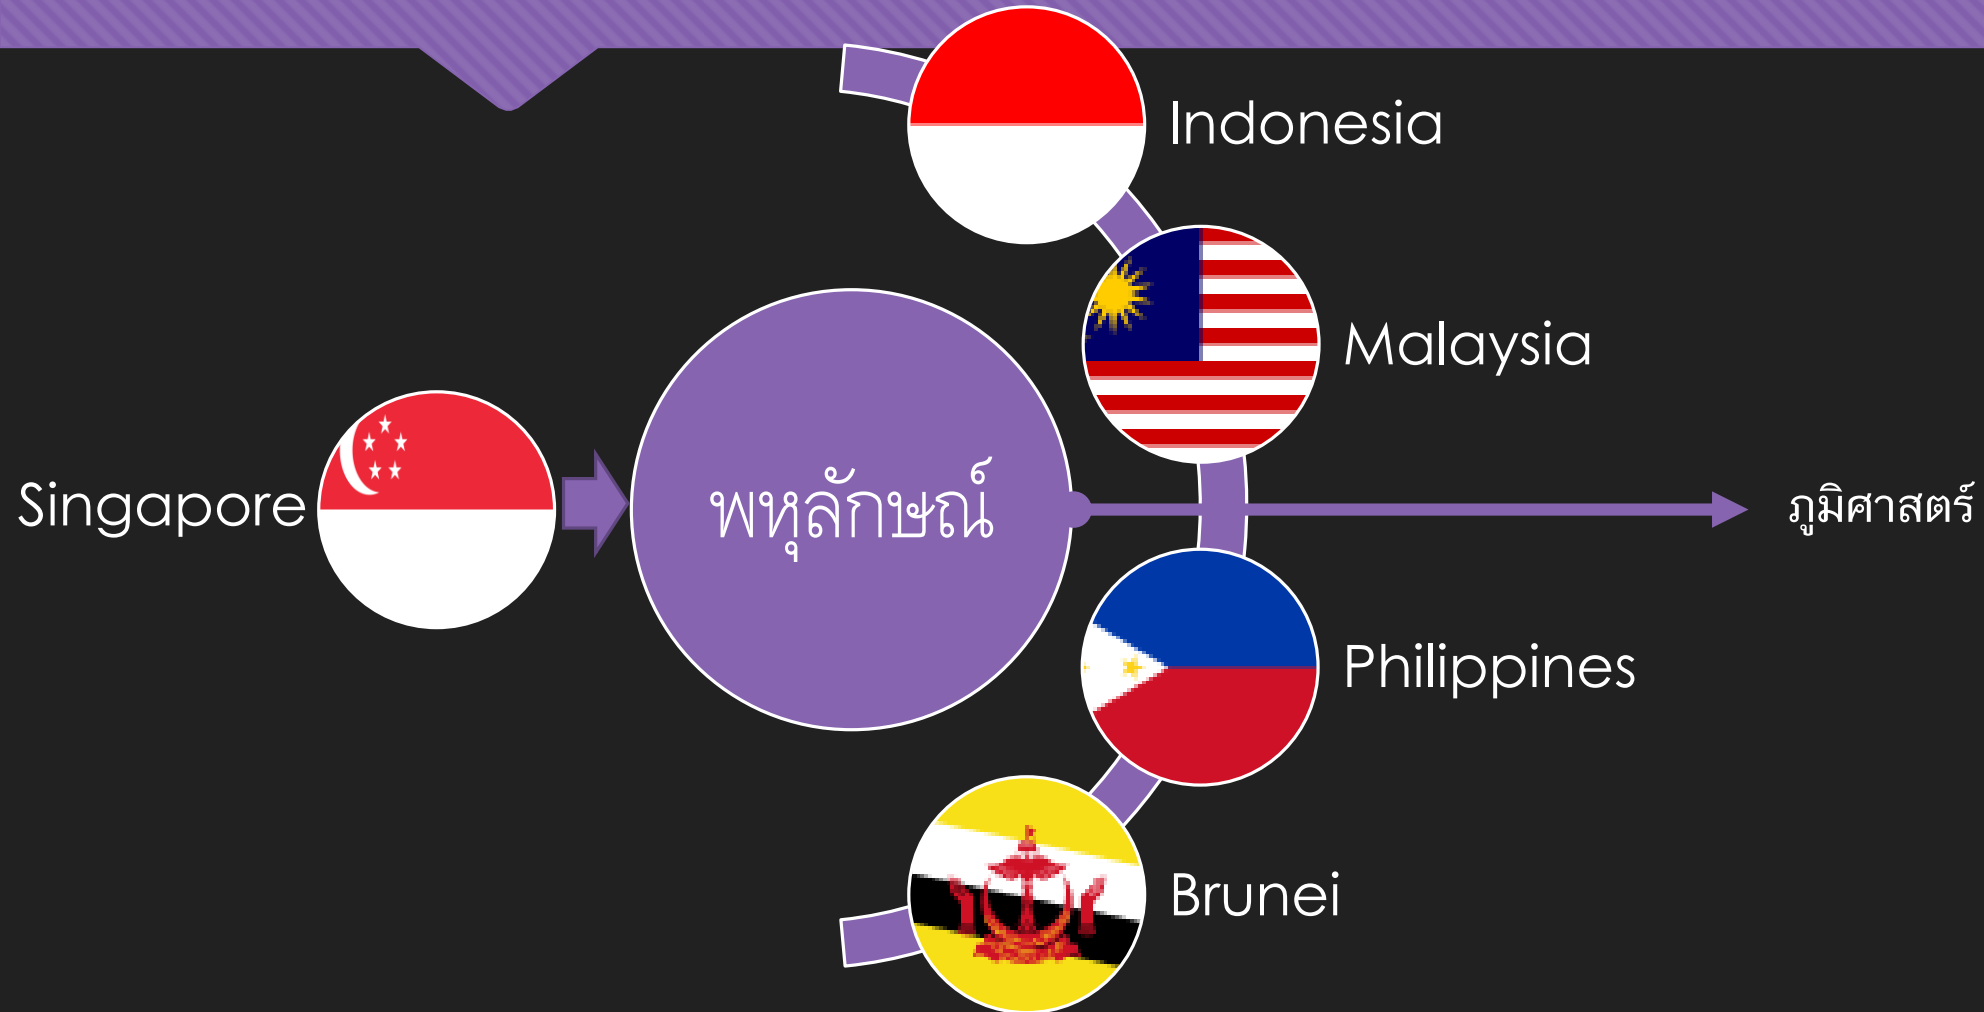 Indonesia
Malaysia
Singapore
พหุลักษณ์
ภูมิศาสตร์
Philippines
Brunei